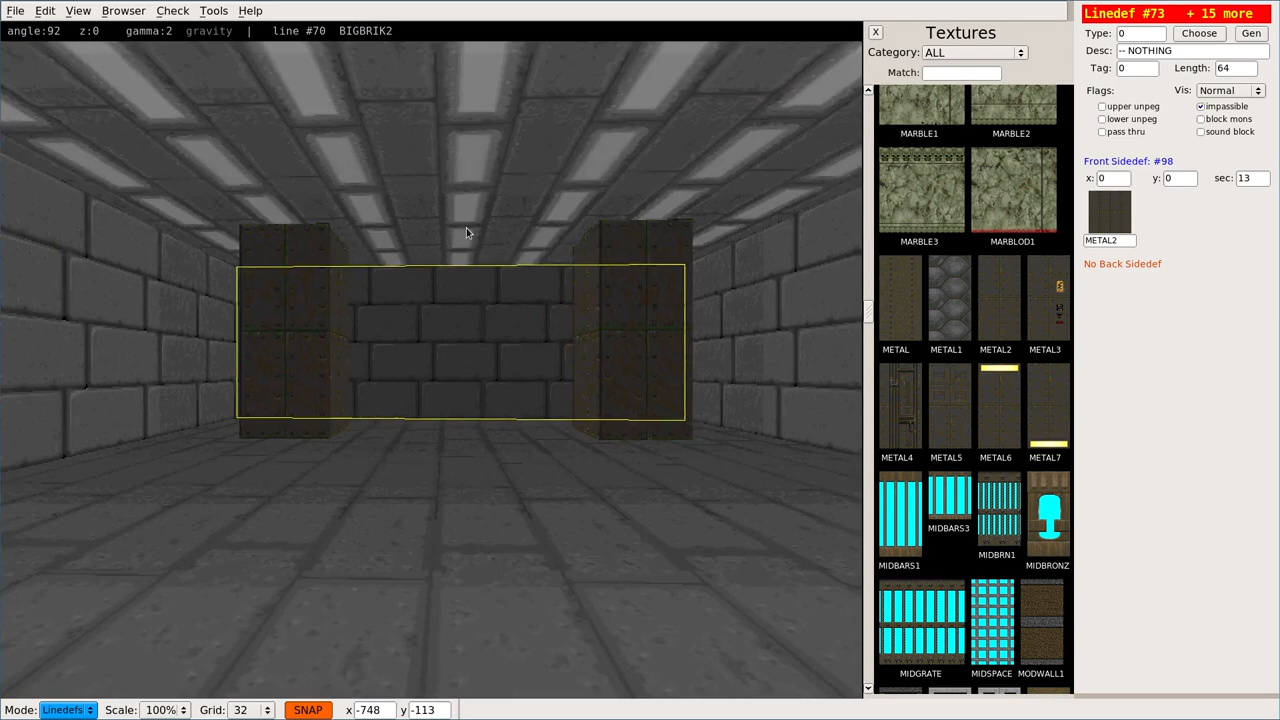 File Edit View Browser Check Tools Help
angle:92 z:0 gamma:2 gravity | line #70 BIGBRIK2
X Textures
Category: ALL
Match:
MARBLE1 MARBLE2
MARBLE3 MARBLOD1
METAL METAL1 METAL2 METAL3
METAL4 METAL5 METAL6 METAL7
MIDBARS1 MIDBARS3 MIDBRN1 MIDBRONZ
MIDGRATE MIDSPACE MODWALL1
Linedef #73 + 15 more
Type: 0 Choose Gen
Desc: -- NOTHING
Tag: 0 Length: 64
Flags: Vis: Normal
upper unpeg impassible
lower unpeg block mons
pass thru sound block
Front Sidedef: #98
x: 0 y: 0 sec: 13
METAL2
No Back Sidedef
Mode: Linedefs Scale: 100% Grid: 32 SNAP x -748 y -113